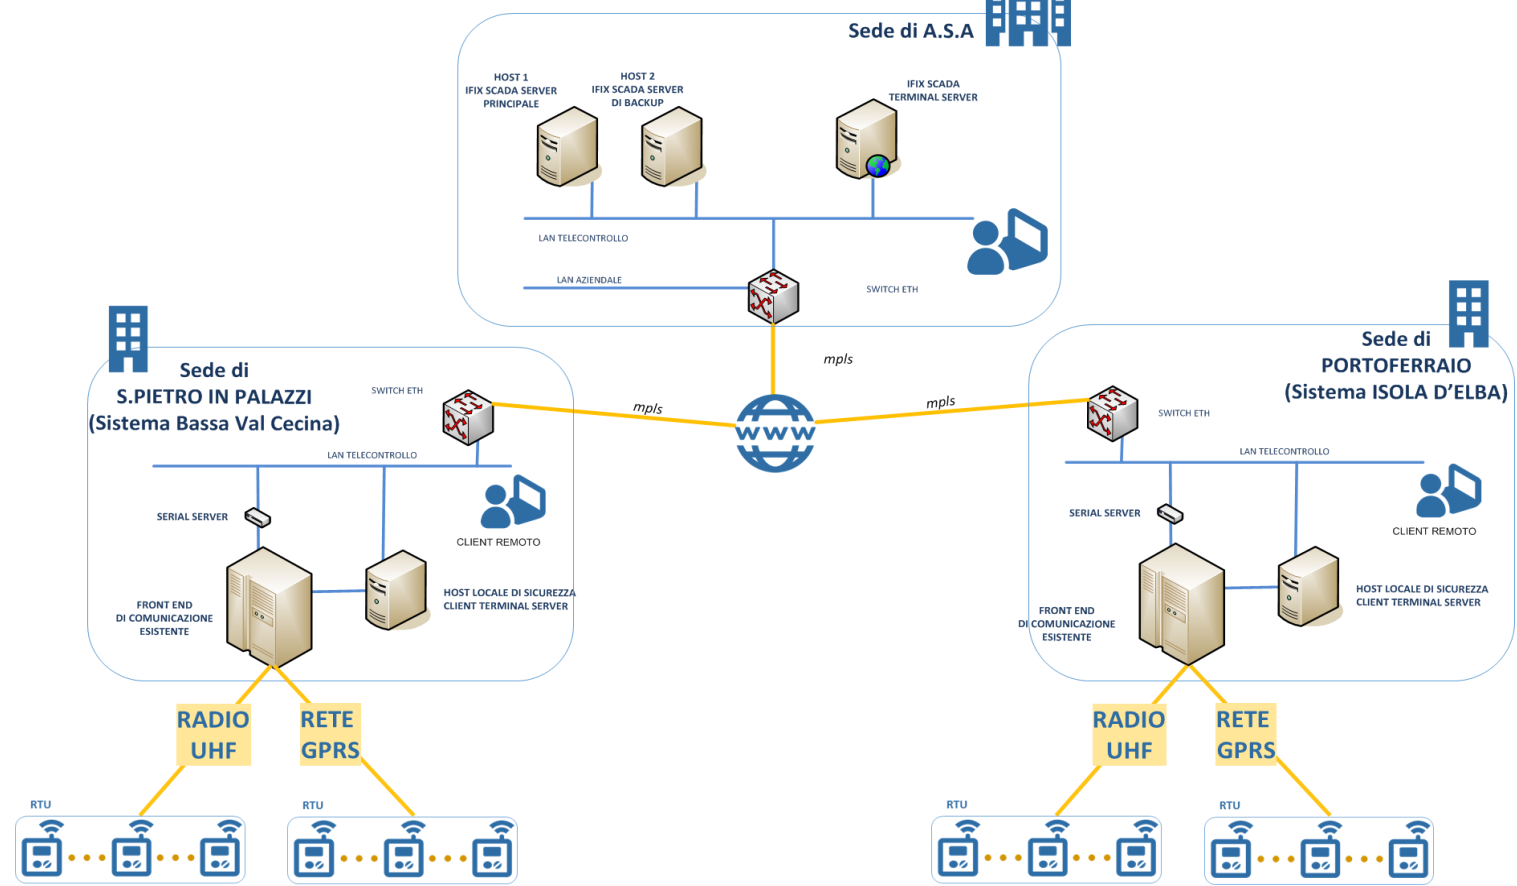 Sede di A.S.A
HOST 1
IFIX SCADA SERVER
PRINCIPALE
HOST 2
IFIX SCADA SERVER
DI BACKUP
IFIX SCADA
TERMINAL SERVER
LAN TELECONTROLLO
LAN AZIENDALE
SWITCH ETH
mpls
Sede di
S.PIETRO IN PALAZZI
(Sistema Bassa Val Cecina)
SWITCH ETH
mpls
www
mpls
Sede di
PORTOFERRAIO
(Sistema ISOLA D’ELBA)
SWITCH ETH
LAN TELECONTROLLO
SERIAL SERVER
CLIENT REMOTO
FRONT END
DI COMUNICAZIONE
ESISTENTE
HOST LOCALE DI SICUREZZA
CLIENT TERMINAL SERVER
LAN TELECONTROLLO
SERIAL SERVER
CLIENT REMOTO
FRONT END
DI COMUNICAZIONE
ESISTENTE
HOST LOCALE DI SICUREZZA
CLIENT TERMINAL SERVER
RADIO
UHF
RETE
GPRS
RADIO
UHF
RETE
GPRS
RTU
RTU
RTU
RTU